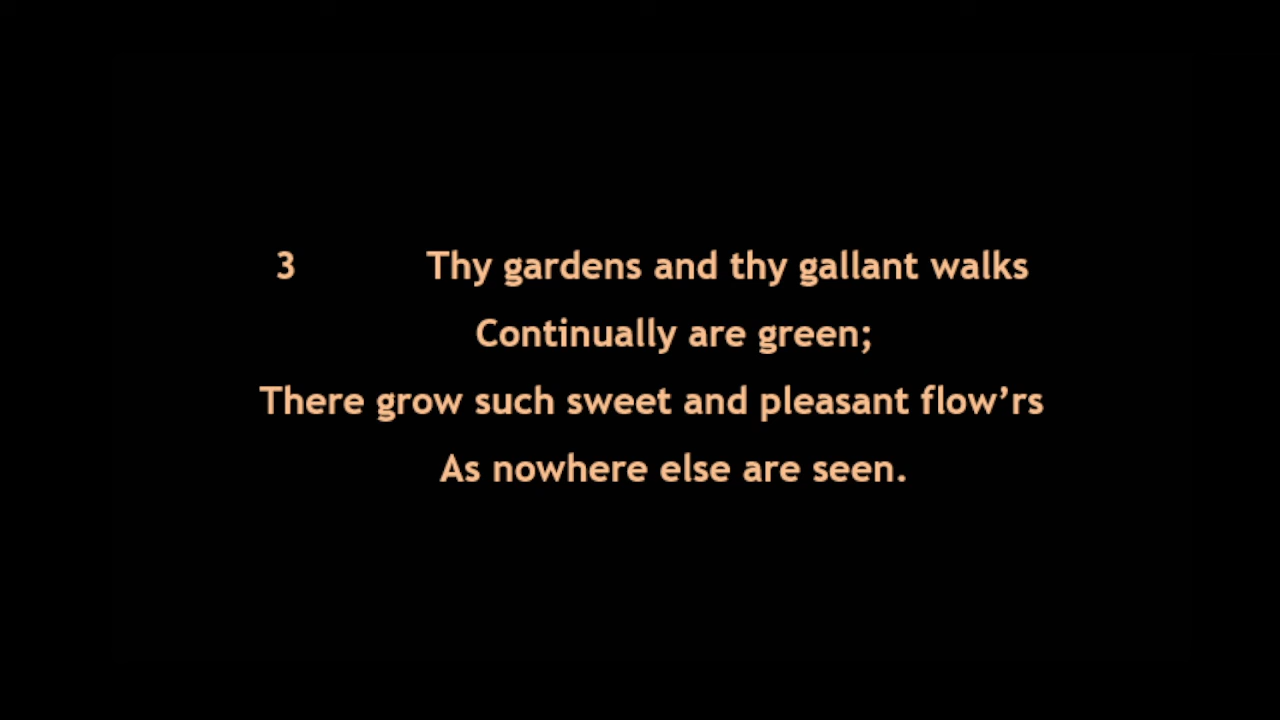 3 Thy gardens and thy gallant walks
Continually are green;
There grow such sweet and pleasant flow’rs
As nowhere else are seen.